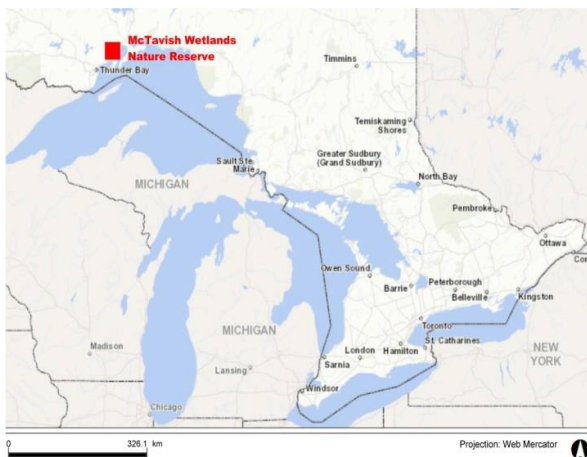 McTavish Wetlands
Nature Reserve
Thunder Bay
Timmins
Temiskaming
Shores
Greater Sudbury
(Grand Sudbury)
Sault Ste.
Marie
North Bay
MICHIGAN
Pembroke
Ottawa
Cor
Owen Sound
Barrie
Peterborough
Belleville
Kingston
Toronto
MICHIGAN
Madison
London
Hamilton
St. Catharines
NEW
YORK
Lansing
Sarnia
Windsor
Chicago
0
326.1 km
Projection: Web Mercator